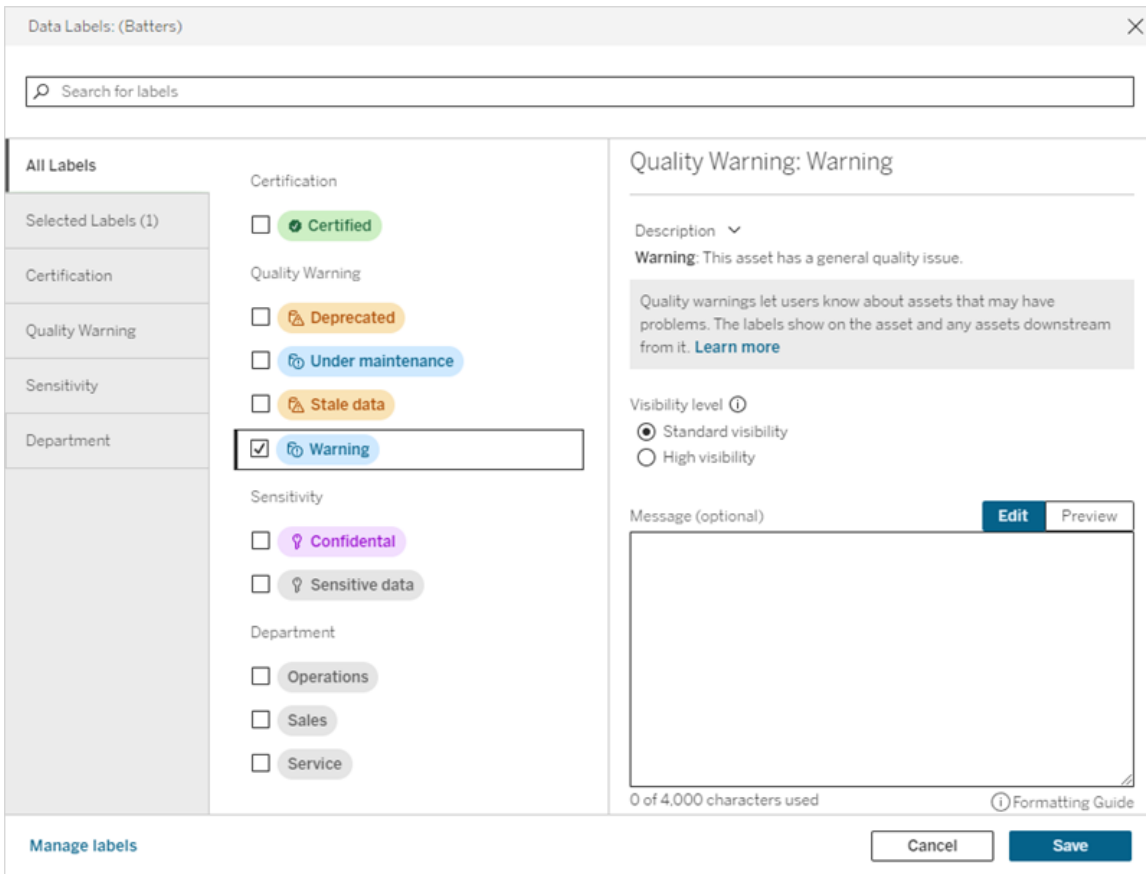 Data Labels: (Batters)
Search for labels
All Labels
Selected Labels (1)
Certification
Quality Warning
Sensitivity
Department
Certification
Certified
Quality Warning
Deprecated
Under maintenance
Stale data
Warning
Sensitivity
Confidental
Sensitive data
Department
Operations
Sales
Service
Quality Warning: Warning
Description
Warning: This asset has a general quality issue.
Quality warnings let users know about assets that may have
problems. The labels show on the asset and any assets downstream
from it. Learn more
Visibility level
Standard visibility
High visibility
Message (optional)
Edit
Preview
0 of 4,000 characters used
Formatting Guide
Manage labels
Cancel
Save